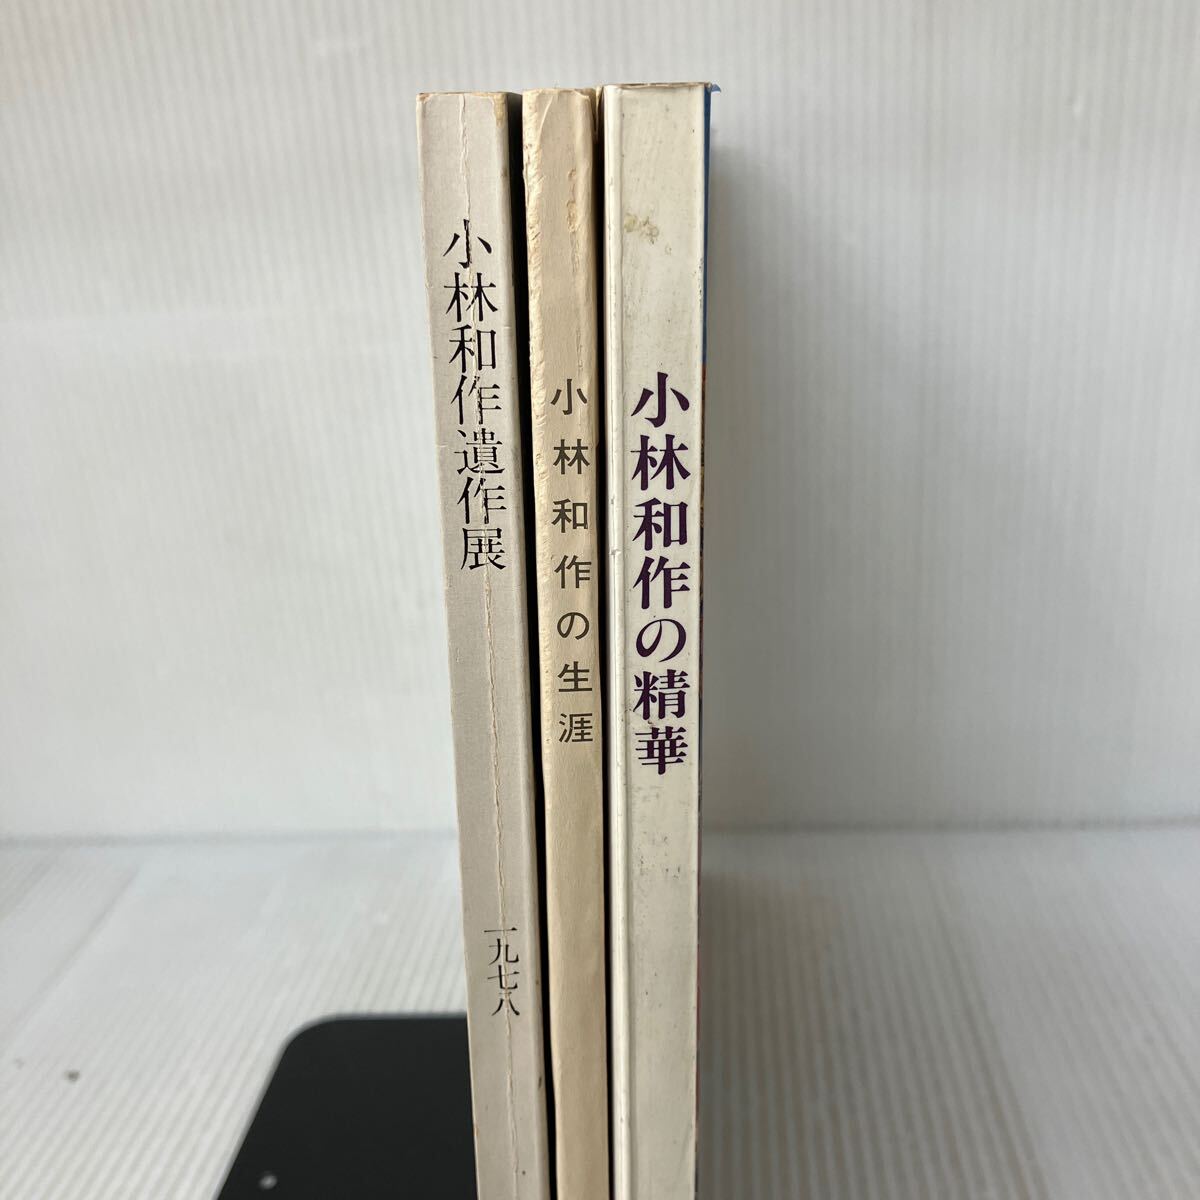 小林和作遺作展
一九七八
小林和作の生涯
小林和作の精華